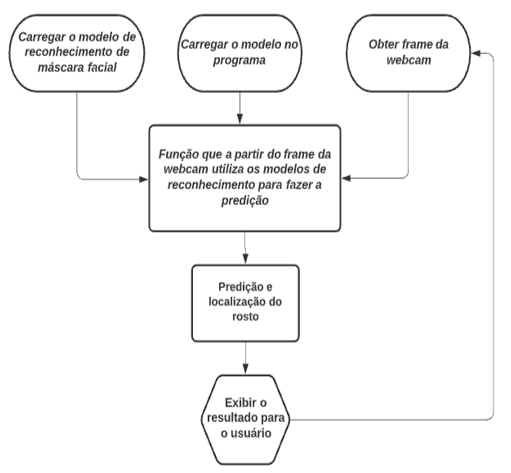 Carregar o modelo de
reconhecimento de
máscara facial
Carregar o modelo no
programa
Obter frame da
webcam
Função que a partir do frame da
webcam utiliza os modelos de
reconhecimento para fazer a
predição
Predição e
localização do
rosto
Exibir o
resultado para
o usuário